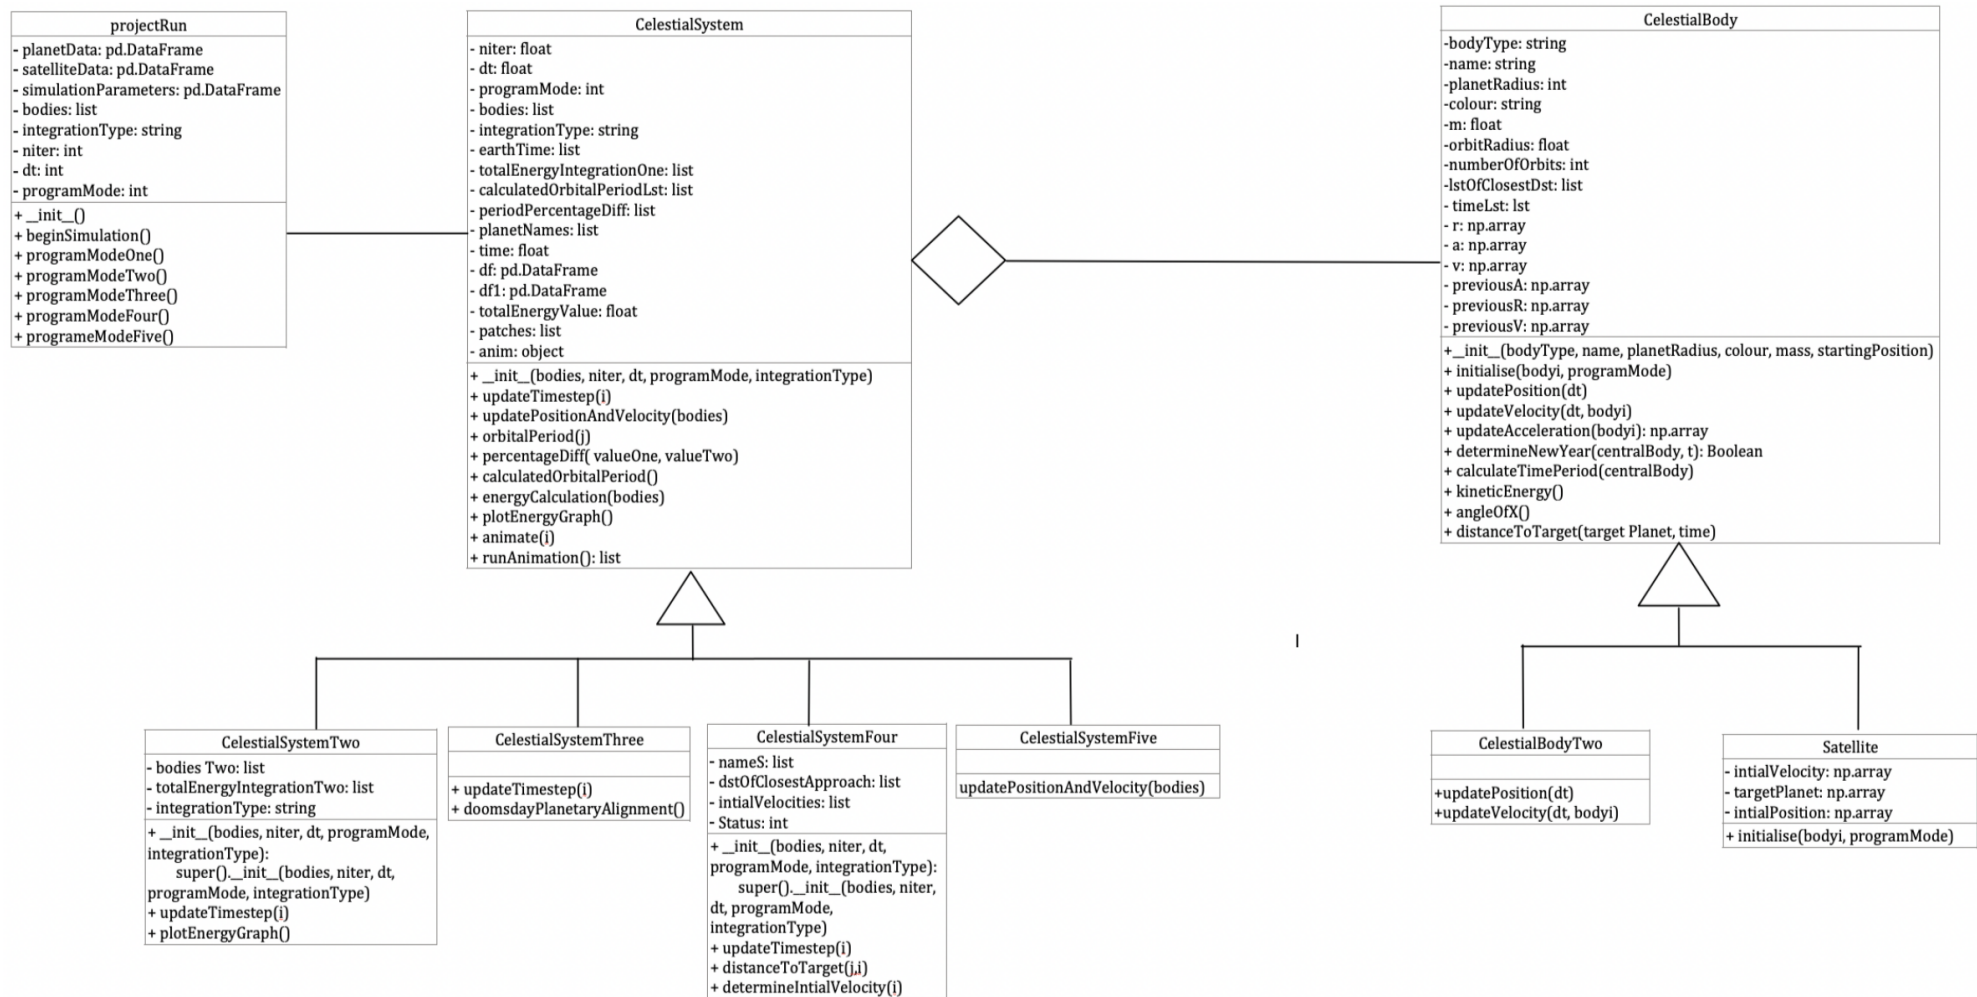 projectRun
- planetData: pd.DataFrame
- satelliteData: pd.DataFrame
- simulationParameters: pd.DataFrame
- bodies: list
- integrationType: string
- niter: int
- dt: int
- programMode: int
+ __init__()
+ beginSimulation()
+ programModeOne()
+ programModeTwo()
+ programModeThree()
+ programModeFour()
+ programeModeFive()
CelestialSystem
- niter: float
- dt: float
- programMode: int
- bodies: list
- integrationType: string
- earthTime: list
- totalEnergyIntegrationOne: list
- calculatedOrbitalPeriodLst: list
- periodPercentageDiff: list
- planetNames: list
- time: float
- df: pd.DataFrame
- df1: pd.DataFrame
- totalEnergyValue: float
- patches: list
- anim: object
+ __init__(bodies, niter, dt, programMode, integrationType)
+ updateTimestep(i)
+ updatePositionAndVelocity(bodies)
+ orbitalPeriod(j)
+ percentageDiff( valueOne, valueTwo)
+ calculatedOrbitalPeriod()
+ energyCalculation(bodies)
+ plotEnergyGraph()
+ animate(i)
+ runAnimation(): list
CelestialBody
-bodyType: string
-name: string
-planetRadius: int
-colour: string
-m: float
-orbitRadius: float
-numberOfOrbits: int
-lstOfClosestDst: list
- timeLst: lst
- r: np.array
- a: np.array
- v: np.array
- previousA: np.array
- previousR: np.array
- previousV: np.array
+__init__(bodyType, name, planetRadius, colour, mass, startingPosition)
+ initialise(bodyi, programMode)
+ updatePosition(dt)
+ updateVelocity(dt, bodyi)
+ updateAcceleration(bodyi): np.array
+ determineNewYear(centralBody, t): Boolean
+ calculateTimePeriod(centralBody)
+ kineticEnergy()
+ angleOfX()
+ distanceToTarget(target Planet, time)
CelestialSystemTwo
- bodies Two: list
- totalEnergyIntegrationTwo: list
- integrationType: string
+ __init__(bodies, niter, dt, programMode,
integrationType):
super().__init__(bodies, niter, dt,
programMode, integrationType)
+ updateTimestep(i)
+ plotEnergyGraph()
CelestialSystemThree
+ updateTimestep(i)
+ doomsdayPlanetaryAlignment()
CelestialSystemFour
- nameS: list
- dstOfClosestApproach: list
- intialVelocities: list
- Status: int
+ __init__(bodies, niter, dt,
programMode, integrationType):
super().__init__(bodies, niter,
dt, programMode,
integrationType)
+ updateTimestep(i)
+ distanceToTarget(j,i)
+ determineIntialVelocity(i)
CelestialSystemFive
updatePositionAndVelocity(bodies)
CelestialBodyTwo
+updatePosition(dt)
+updateVelocity(dt, bodyi)
Satellite
- intialVelocity: np.array
- targetPlanet: np.array
- intialPosition: np.array
+ initialise(bodyi, programMode)